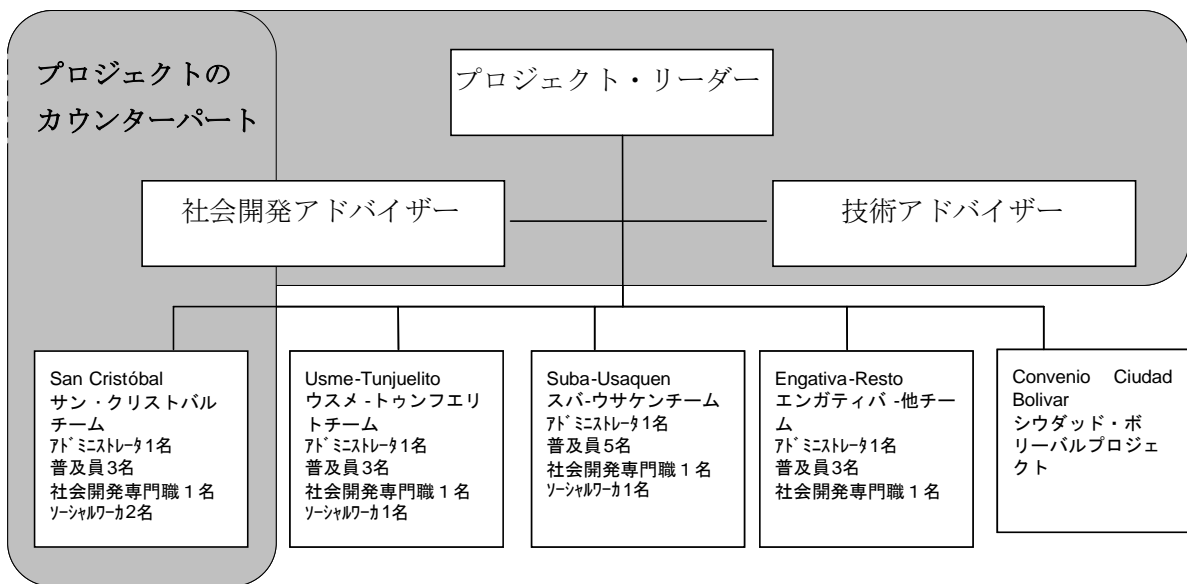 プロジェクトの
カウンターパート
プロジェクト・リーダー
社会開発アドバイザー
技術アドバイザー
San Cristóbal
サン・クリストバル
チーム
ｱﾄﾞﾐﾆｽﾄﾚｰﾀ1名
普及員3名
社会開発専門職１名
ｿｰｼｬﾙﾜｰｶ2名
Usme-Tunjuelito
ウスメ-トゥンフエリ
トチーム
ｱﾄﾞﾐﾆｽﾄﾚｰﾀ1名
普及員3名
社会開発専門職１名
ｿｰｼｬﾙﾜｰｶ1名
Suba-Usaquen
スバ-ウサケンチーム
ｱﾄﾞﾐﾆｽﾄﾚｰﾀ1名
普及員5名
社会開発専門職１名
ｿｰｼｬﾙﾜｰｶ1名
Engativa-Resto
エンガティバ-他チー
ム
ｱﾄﾞﾐﾆｽﾄﾚｰﾀ1名
普及員3名
社会開発専門職１名
Convenio Ciudad
Bolivar
シウダッド・ボ
リーバルプロジェ
クト